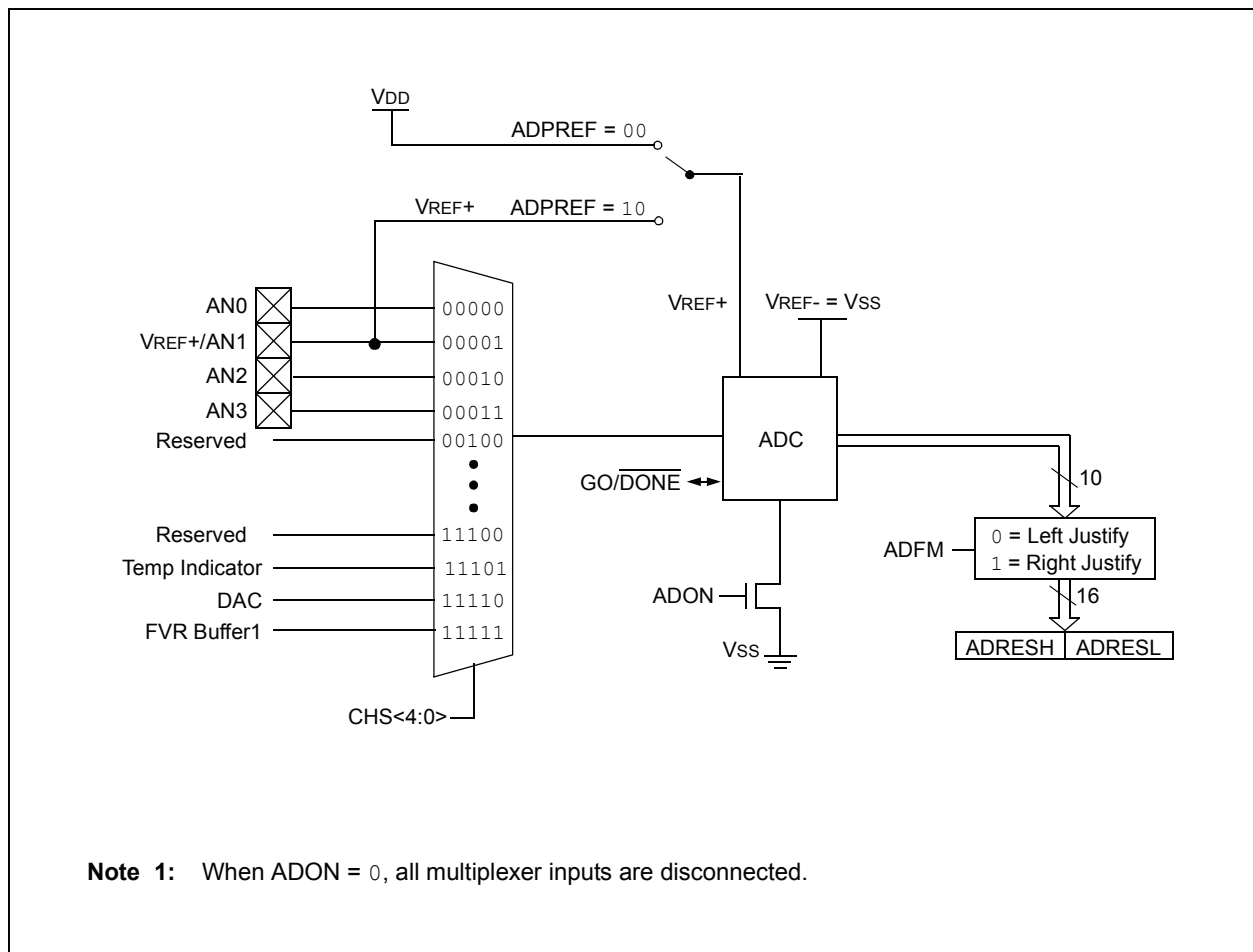 VDD
ADPREF = 00
VREF+ ADPREF = 10
AN0
VREF+/AN1
AN2
AN3
Reserved
00000
00001
00010
00011
00100
Reserved
Temp Indicator
DAC
FVR Buffer1
11100
11101
11110
11111
CHS<4:0>
VREF+
VREF- = VSS
ADC
GO/DONE
ADON
VSS
10
ADFM
0 = Left Justify
1 = Right Justify
16
ADRESH ADRESL
Note 1: When ADON = 0, all multiplexer inputs are disconnected.